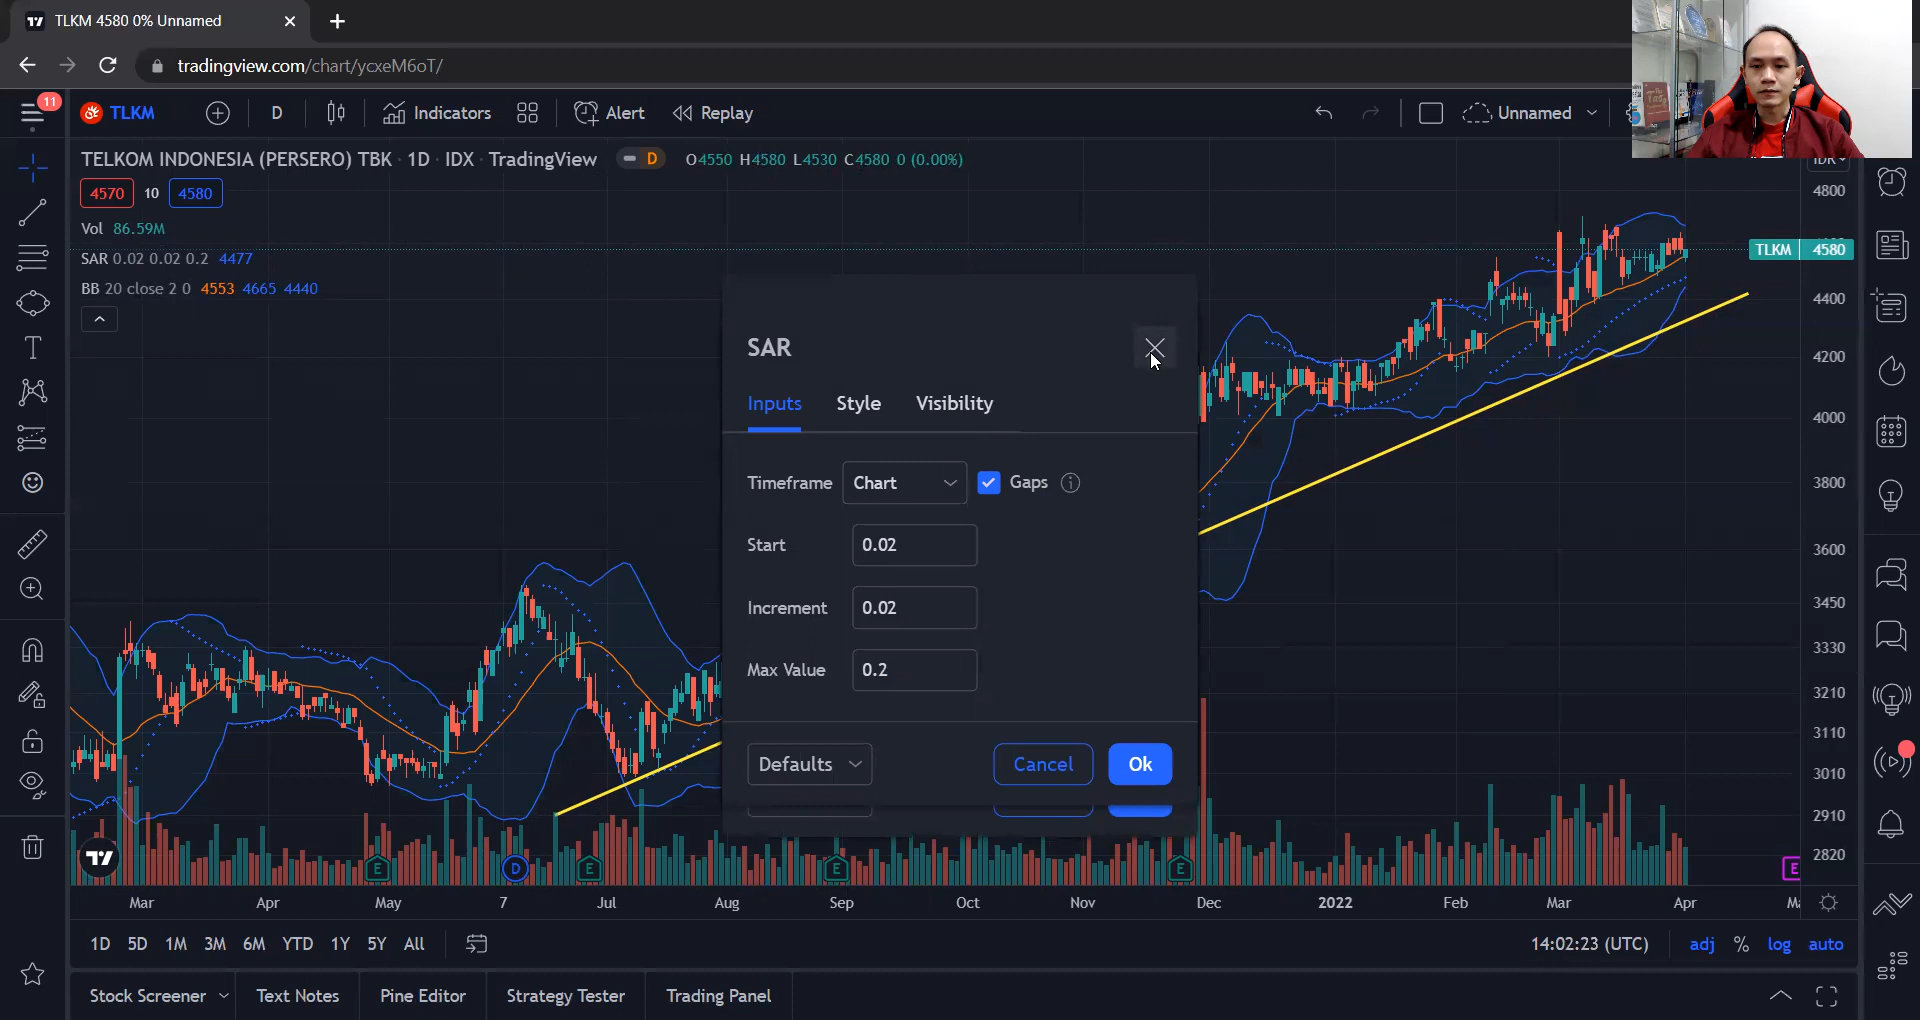 TLKM 4580 0% Unnamed
tradingview.com/chart/ycxeM6oT/
11
TLKM
D
Indicators
Alert
Replay
Unnamed
TELKOM INDONESIA (PERSERO) TBK · 1D · IDX · TradingView
D
O4550 H4580 L4530 C4580 0 (0.00%)
IDR
4570
10
4580
Vol 86.59M
SAR 0.02 0.02 0.2 4477
BB 20 close 2 0 4553 4665 4440
4800
TLKM 4580
4400
4200
4000
3800
3600
3450
3330
3210
3110
3010
2910
2820
SAR
Inputs
Style
Visibility
Timeframe
Chart
Gaps
Start
0.02
Increment
0.02
Max Value
0.2
Defaults
Cancel
Ok
E
D
E
E
E
E
Mar
Apr
May
7
Jul
Aug
Sep
Oct
Nov
Dec
2022
Feb
Mar
Apr
1D
5D
1M
3M
6M
YTD
1Y
5Y
All
14:02:23 (UTC)
adj
%
log
auto
Stock Screener
Text Notes
Pine Editor
Strategy Tester
Trading Panel